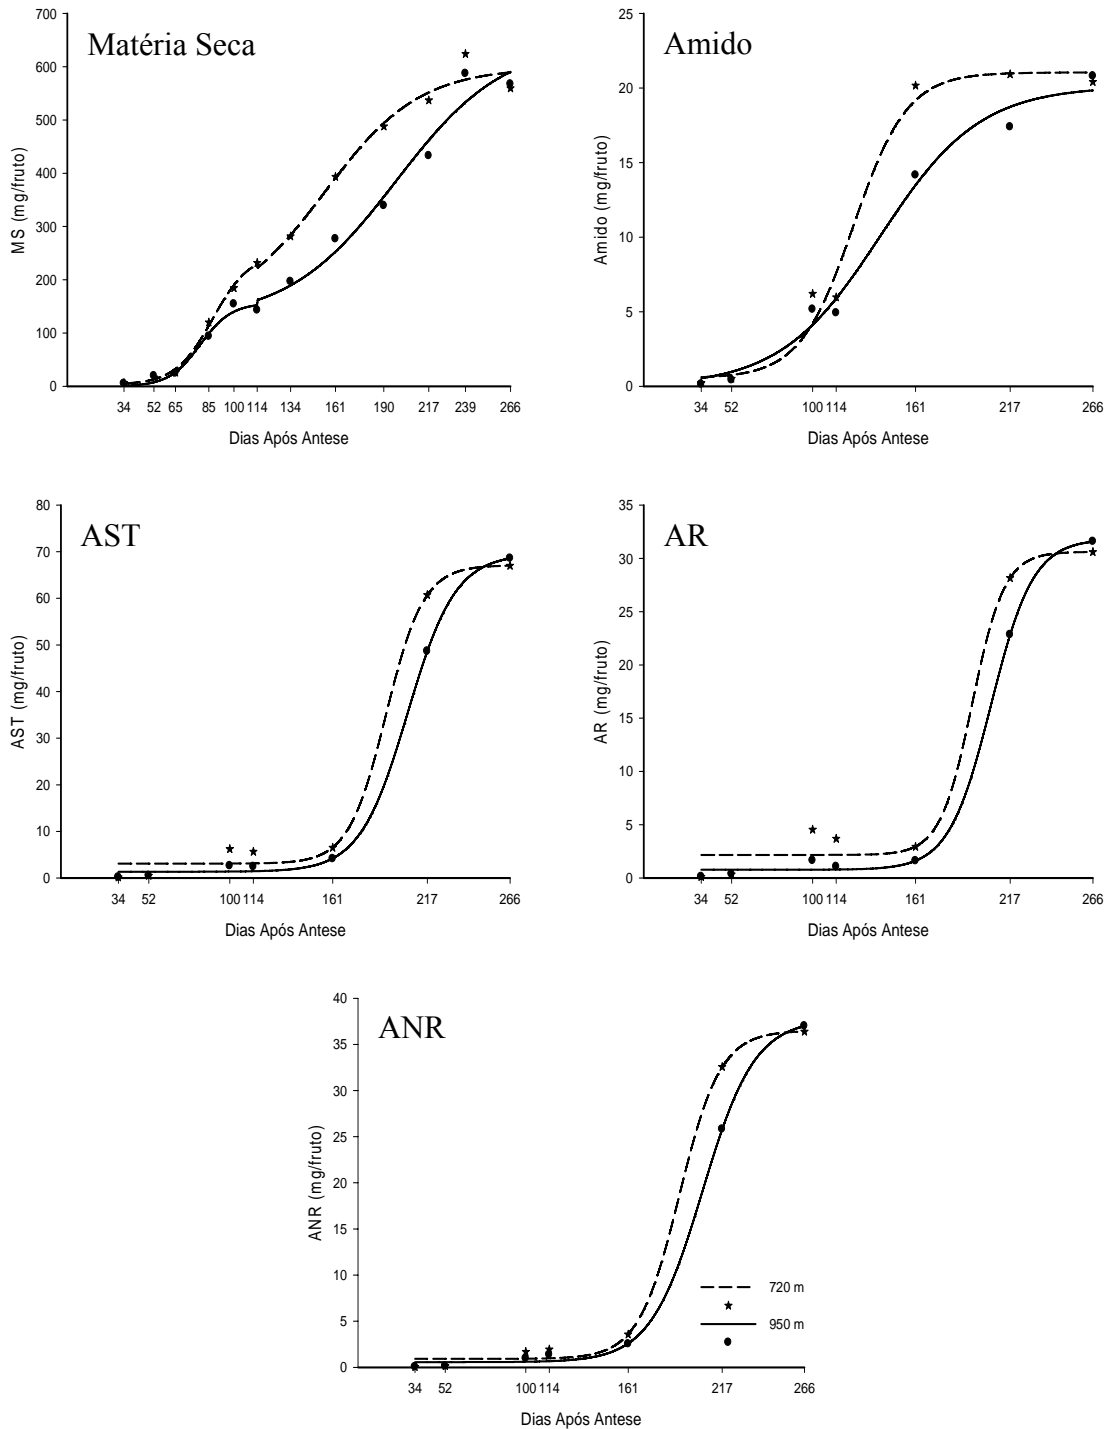 Matéria Seca
MS (mg/fruto)
700
600
500
400
300
200
100
0
34 52 65 85 100 114 134 161 190 217 239 266
Dias Após Antese
Amido
Amido (mg/fruto)
25
20
15
10
5
0
34 52 100 114 161 217 266
Dias Após Antese
AST
AST (mg/fruto)
80
70
60
50
40
30
20
10
0
34 52 100 114 161 217 266
Dias Após Antese
AR
AR (mg/fruto)
35
30
25
20
15
10
5
0
34 52 100 114 161 217 266
Dias Após Antese
ANR
ANR (mg/fruto)
40
35
30
25
20
15
10
5
0
34 52 100 114 161 217 266
Dias Após Antese
720 m
950 m